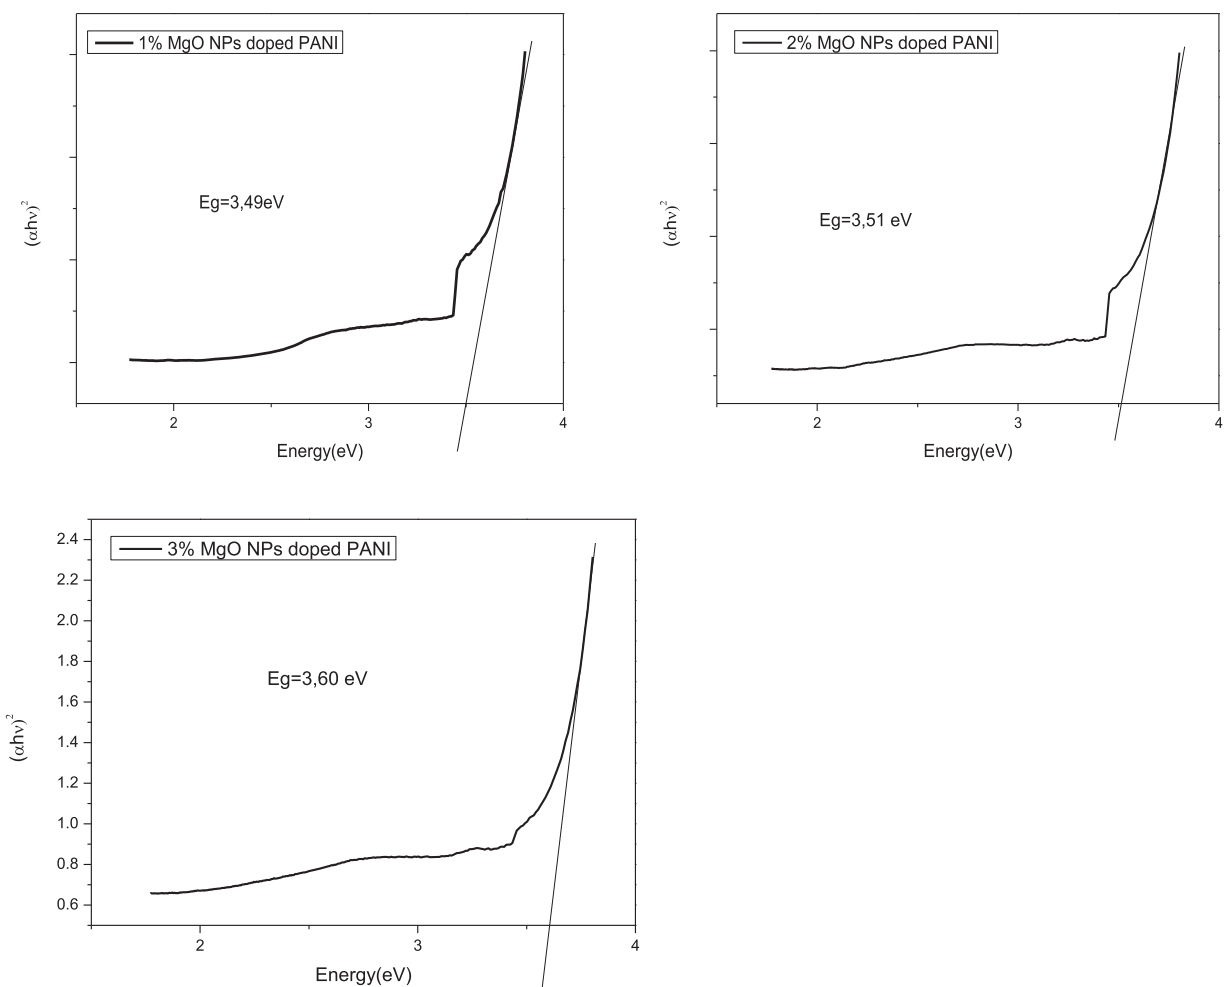 1% MgO NPs doped PANI
Eg=3,49eV
(αhν)²
2 3 4
Energy(eV)
2% MgO NPs doped PANI
Eg=3,51 eV
(αhν)²
2 3 4
Energy(eV)
3% MgO NPs doped PANI
2.4
2.2
2.0
1.8
Eg=3,60 eV
1.6
(αhν)²
1.4
1.2
1.0
0.8
0.6
2 3 4
Energy(eV)